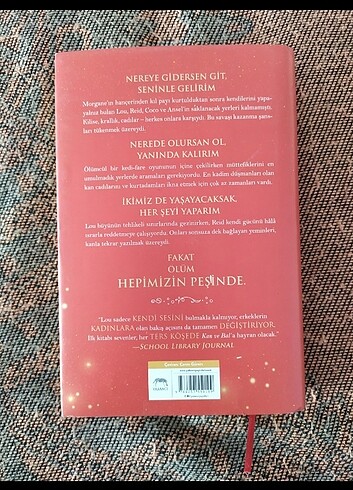 NEREYE GİDERSEN GİT,
SENİNLE GELİRİM
Morgane'ın hançerinden kıl payı kurtulduktan sonra kendilerini yapa-
yalnız bulan Lou, Reid, Coco ve Ansel'in saklanacak yerleri kalmamıştı.
Kilise, krallık, cadılar – herkes onlara karşıydı. Bu savaşı kazanma şans-
ları tükenmek üzereydi.
NEREDE OLURSAN OL,
YANINDA KALIRIM
Ölümcül bir kedi-fare oyununun içine çekilirken müttefiklerini en
umulmadık yerlerde aramaları gerekiyordu. En kadim düşmanları olan
kan cadılarını ve kurtadamları ikna etmek için çok az zamanları vardı.
İKİMİZ DE YAŞAYACAKSAK,
HER ŞEYİ YAPARIM
Lou büyünün tehlikeli sınırlarında gezinirken, Reid kendi gücünü hâlâ
ısrarla reddetmeye çalışıyordu. Onları sonsuza dek bağlayan yeminleri,
kanla tekrar yazılmak üzereydi.
FAKAT
ÖLÜM
HEPİMİZİN PEŞİNDE.
"Lou sadece KENDİ SESİNİ bulmakla kalmıyor, erkeklerin
KADINLARA olan bakış açısını da tamamen DEĞİŞTİRİYOR.
İlk kitabı sevenler, her TERS KÖŞEDE Kan ve Bal'a hayran olacak."
—SCHOOL LIBRARY JOURNAL